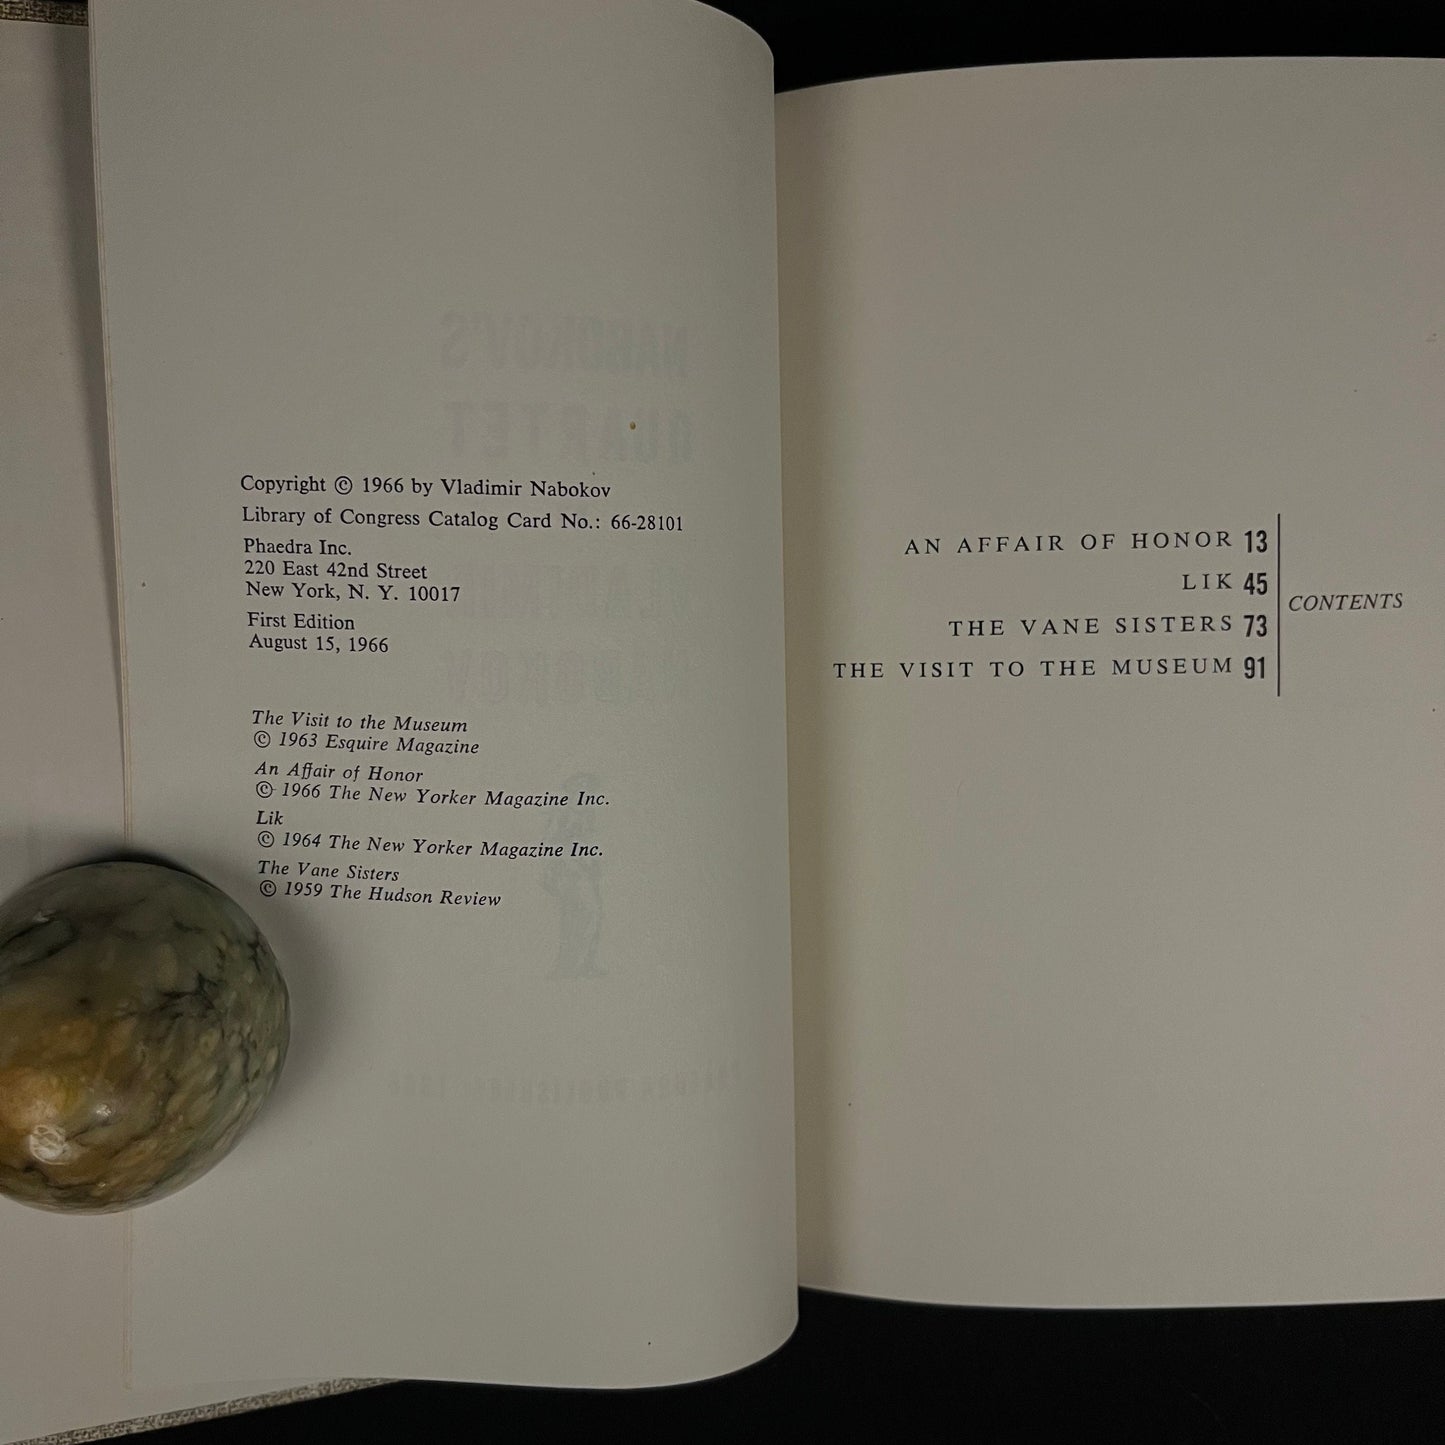 Copyright © 1966 by Vladimir Nabokov
Library of Congress Catalog Card No.: 66-28101
Phaedra Inc.
220 East 42nd Street
New York, N. Y. 10017
First Edition
August 15, 1966
The Visit to the Museum
© 1963 Esquire Magazine
An Affair of Honor
© 1966 The New Yorker Magazine Inc.
Lik
© 1964 The New Yorker Magazine Inc.
The Vane Sisters
© 1959 The Hudson Review
NABOKOV'S
QUARTET
NABOKOV
AN AFFAIR OF HONOR 13
LIK 45
THE VANE SISTERS 73
THE VISIT TO THE MUSEUM 91
CONTENTS